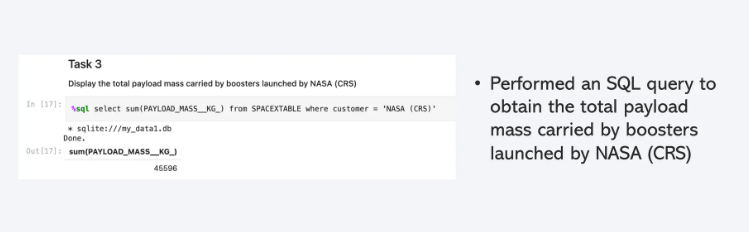 Task 3
Display the total payload mass carried by boosters launched by NASA (CRS)
In [17]: %sql select sum(PAYLOAD_MASS__KG_) from SPACEXTABLE where customer = 'NASA (CRS)'
* sqlite:///my_data1.db
Done.
Out[17]: sum(PAYLOAD_MASS__KG_)
45596
• Performed an SQL query to
obtain the total payload
mass carried by boosters
launched by NASA (CRS)